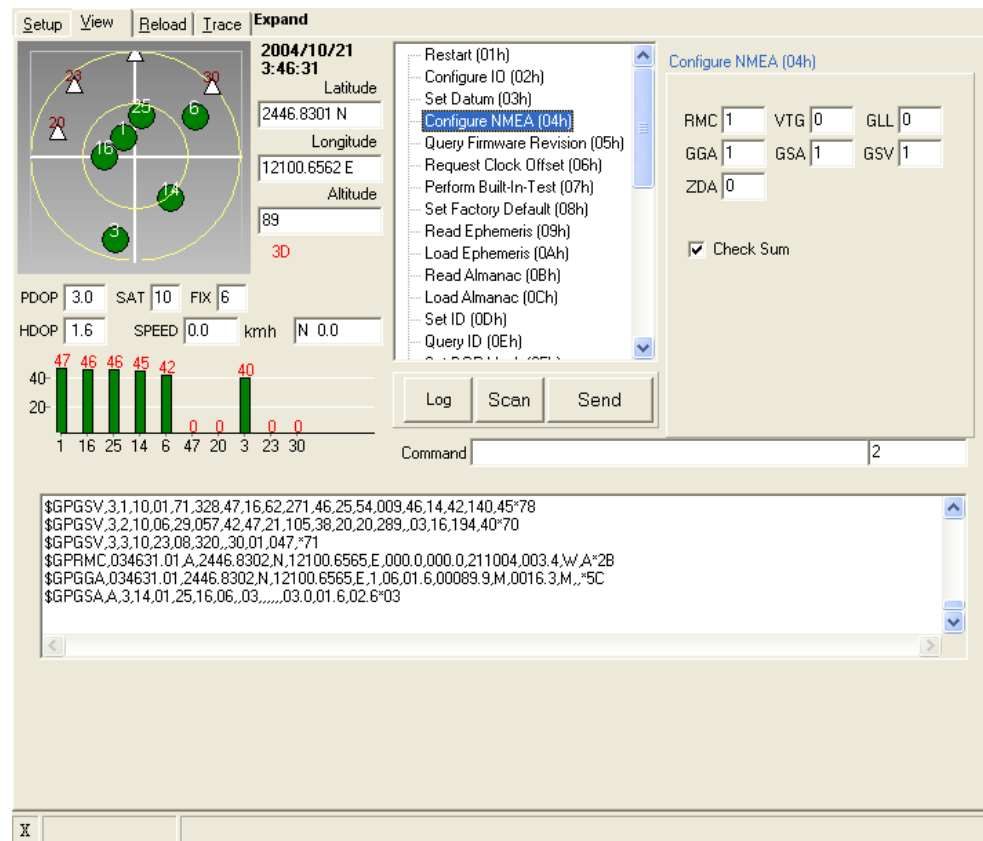 Setup View Reload Trace Expand
2004/10/21
3:46:31
Latitude
2446.8301 N
Longitude
12100.6562 E
Altitude
89
3D
23
30
25
6
20
1
16
14
3
PDOP 3.0 SAT 10 FIX 6
HDOP 1.6 SPEED 0.0 kmh N 0.0
47 46 46 45 42 0 0 40 0 0
40
20
1 16 25 14 6 47 20 3 23 30
Restart (01h)
Configure IO (02h)
Set Datum (03h)
Configure NMEA (04h)
Query Firmware Revision (05h)
Request Clock Offset (06h)
Perform Built-In-Test (07h)
Set Factory Default (08h)
Read Ephemeris (09h)
Load Ephemeris (0Ah)
Read Almanac (0Bh)
Load Almanac (0Ch)
Set ID (0Dh)
Query ID (0Eh)
Log Scan Send
Configure NMEA (04h)
RMC 1 VTG 0 GLL 0
GGA 1 GSA 1 GSV 1
ZDA 0
Check Sum
Command 2
$GPGSV,3,1,10,01,71,328,47,16,62,271,46,25,54,009,46,14,42,140,45*78
$GPGSV,3,2,10,06,29,057,42,47,21,105,38,20,20,289,,03,16,194,40*70
$GPGSV,3,3,10,23,08,320,,30,01,047,*71
$GPRMC,034631.01,A,2446.8302,N,12100.6565,E,000.0,000.0,211004,003.4,W,A*2B
$GPGGA,034631.01,2446.8302,N,12100.6565,E,1,06,01.6,00089.9,M,0016.3,M,,*5C
$GPGSA,A,3,14,01,25,16,06,,03,,,,,,03.0,01.6,02.6*03
X